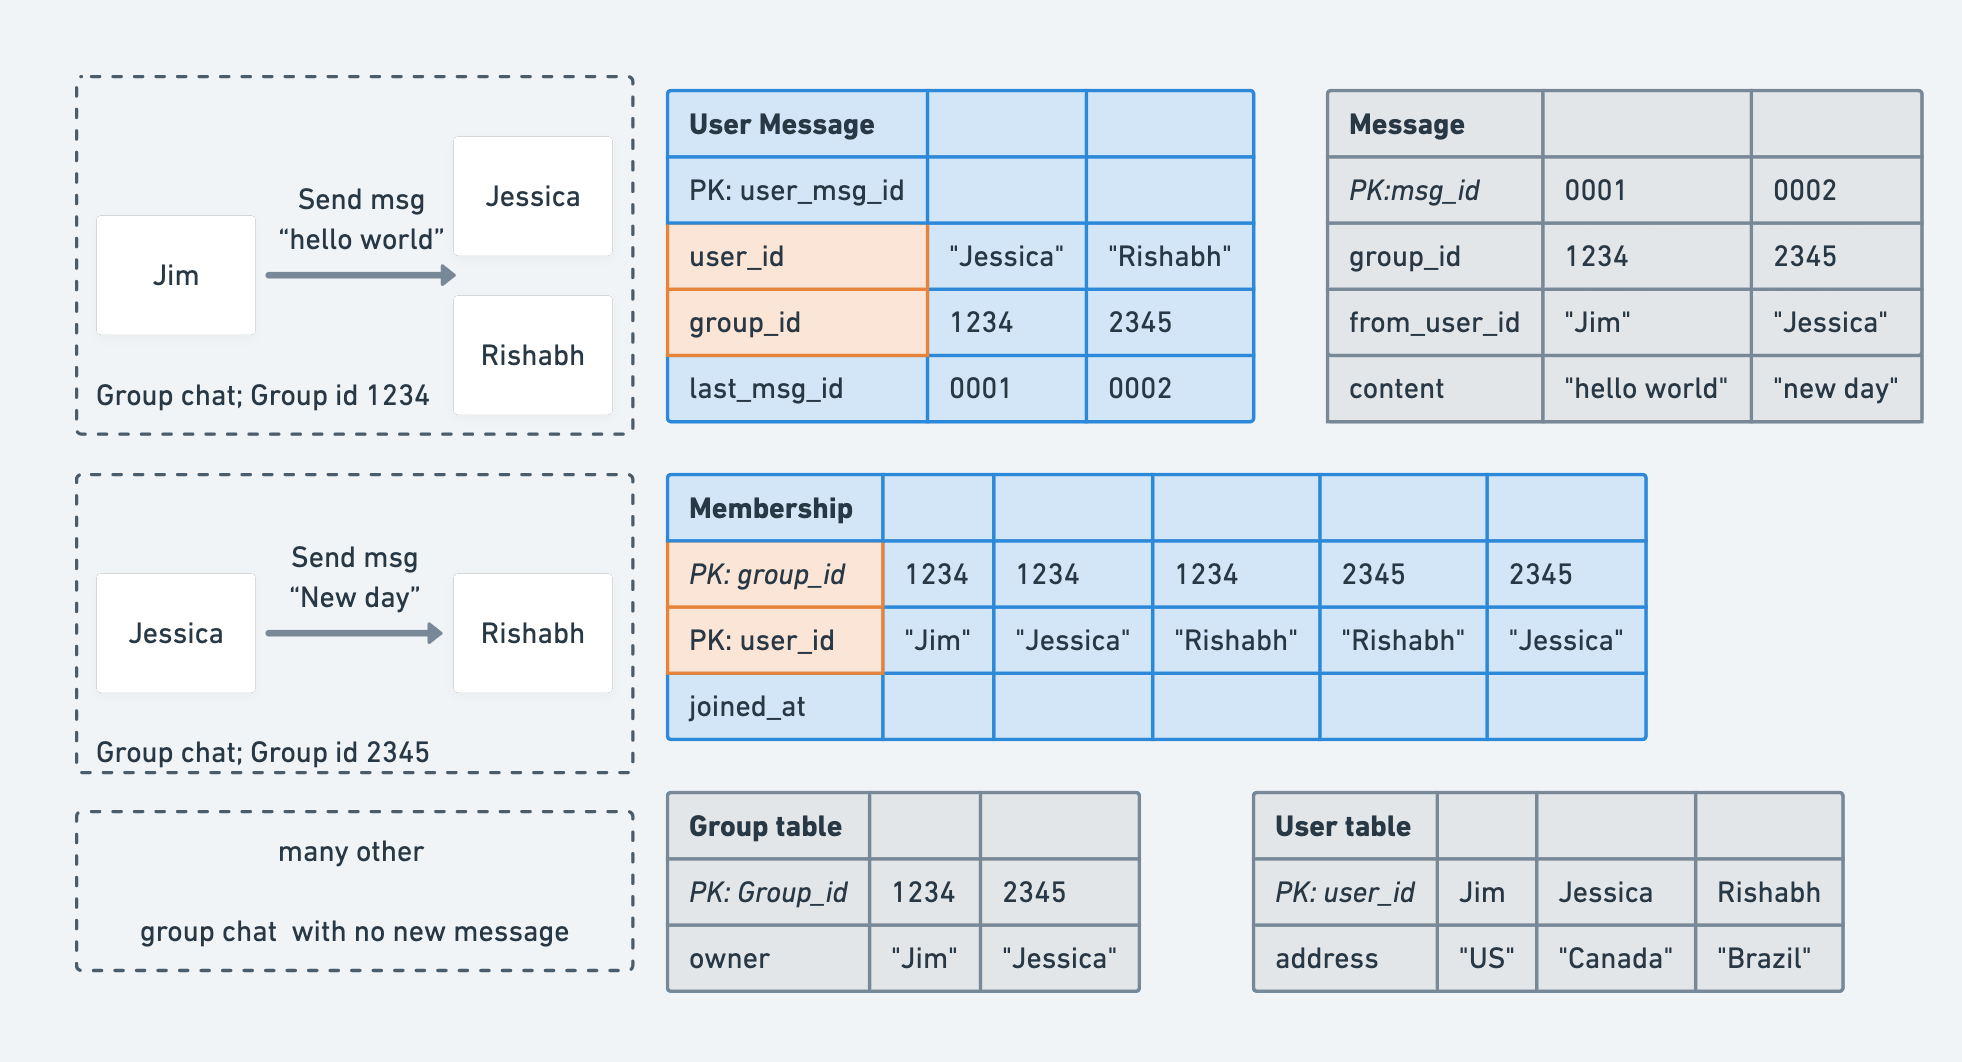 Send msg
“hello world”
Jim
Jessica
Rishabh
Group chat; Group id 1234
User Message
PK: user_msg_id
user_id "Jessica" "Rishabh"
group_id 1234 2345
last_msg_id 0001 0002
Message
PK:msg_id 0001 0002
group_id 1234 2345
from_user_id "Jim" "Jessica"
content "hello world" "new day"
Send msg
“New day”
Jessica
Rishabh
Group chat; Group id 2345
Membership
PK: group_id 1234 1234 1234 2345 2345
PK: user_id "Jim" "Jessica" "Rishabh" "Rishabh" "Jessica"
joined_at
many other
group chat  with no new message
Group table
PK: Group_id 1234 2345
owner "Jim" "Jessica"
User table
PK: user_id Jim Jessica Rishabh
address "US" "Canada" "Brazil"